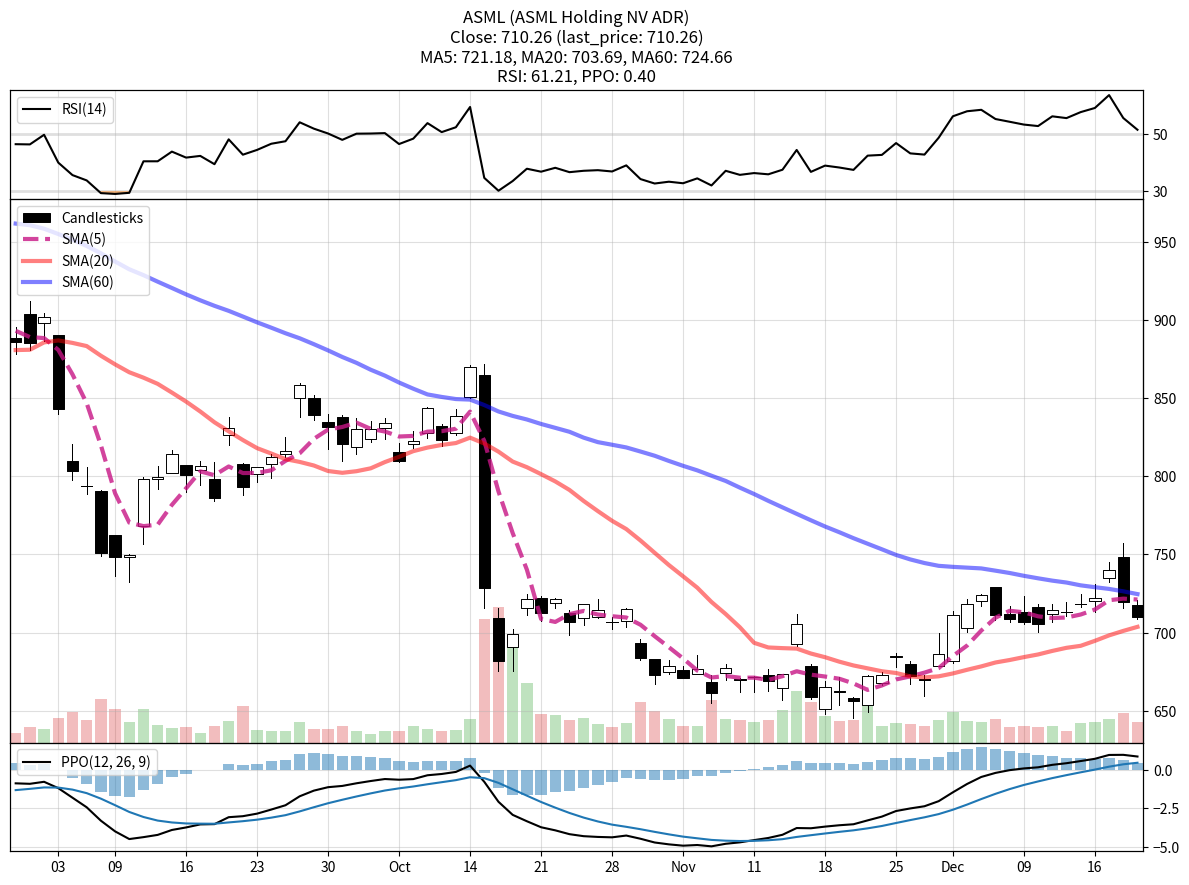 ASML (ASML Holding NV ADR)
Close: 710.26 (last_price: 710.26)
MA5: 721.18, MA20: 703.69, MA60: 724.66
RSI: 61.21, PPO: 0.40
RSI(14)
50
30
Candlesticks
SMA(5)
SMA(20)
SMA(60)
950
900
850
800
750
700
650
PPO(12, 26, 9)
0.0
−2.5
−5.0
03 09 16 23 30 Oct 14 21 28 Nov 11 18 25 Dec 09 16